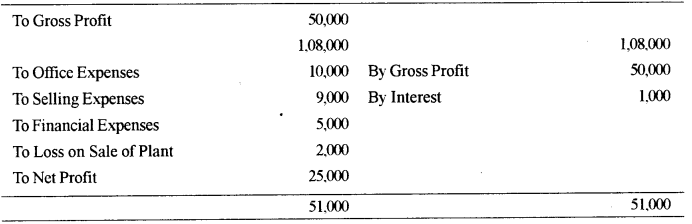 To Gross Profit 50,000
1,08,000 1,08,000
To Office Expenses 10,000 By Gross Profit 50,000
To Selling Expenses 9,000 By Interest 1,000
To Financial Expenses 5,000
To Loss on Sale of Plant 2,000
To Net Profit 25,000
51,000 51,000